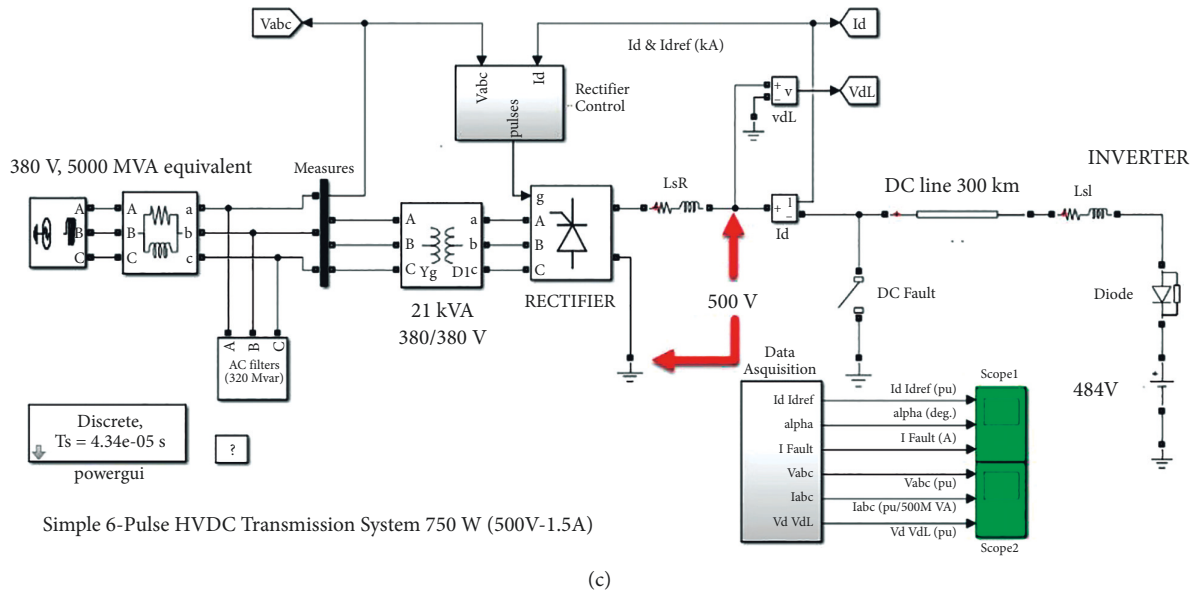 Vabc
Id
Id & Idref (kA)
Vabc
Id
pulses
Rectifier
Control
+
v
-
VdL
vdL
380 V, 5000 MVA equivalent
Measures
INVERTER
A
B
C
A
B
C
a
b
c
A
B
C
Yg
a
b
D1c
g
A
B
C
LsR
+
1
-
Id
DC line 300 km
Lsl
RECTIFIER
21 kVA
380/380 V
500 V
DC Fault
Diode
A
B
C
AC filters
(320 Mvar)
+
484V
Data
Asquisition
Id Idref
alpha
I Fault
Vabc
Iabc
Vd VdL
Id Idref (pu)
alpha (deg.)
I Fault (A)
Vabc (pu)
Iabc (pu/500M VA)
Vd VdL (pu)
Scope1
Scope2
Discrete,
Ts = 4.34e-05 s
powergui
?
Simple 6-Pulse HVDC Transmission System 750 W (500V-1.5A)
(c)